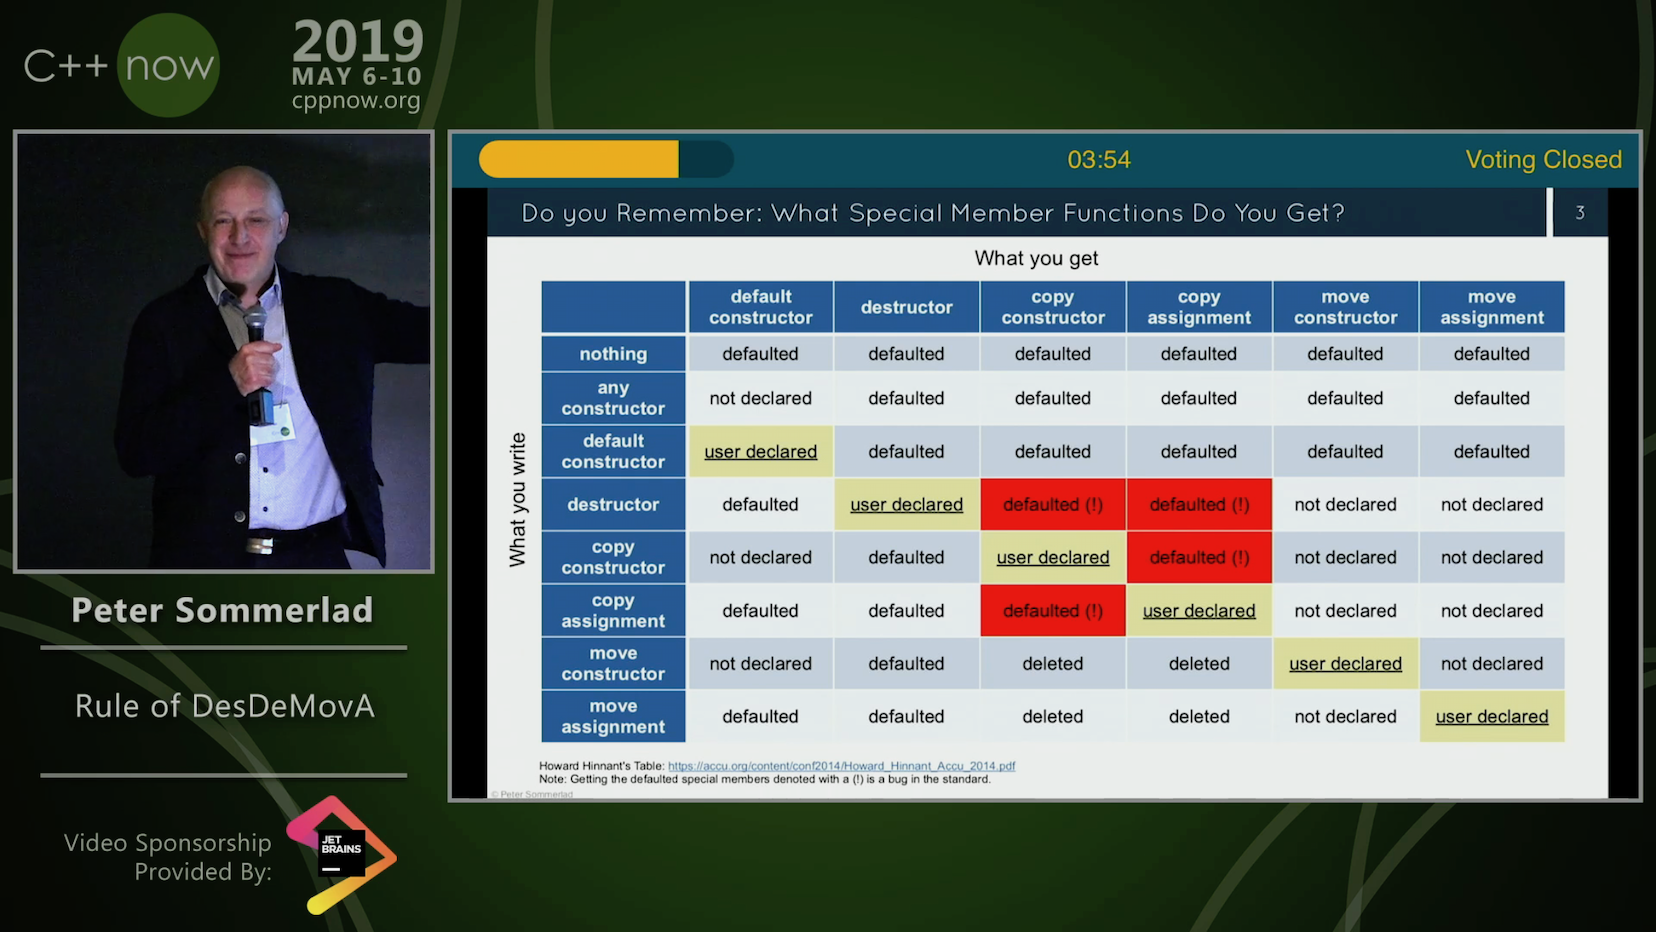 C++ now
2019
MAY 6-10
cppnow.org
03:54
Voting Closed
Do you Remember: What Special Member Functions Do You Get?
3
What you get
What you write
default constructor destructor copy constructor copy assignment move constructor move assignment
nothing defaulted defaulted defaulted defaulted defaulted defaulted
any constructor not declared defaulted defaulted defaulted defaulted defaulted
default constructor user declared defaulted defaulted defaulted defaulted defaulted
destructor defaulted user declared defaulted (!) defaulted (!) not declared not declared
copy constructor not declared defaulted user declared defaulted (!) not declared not declared
copy assignment defaulted defaulted defaulted (!) user declared not declared not declared
move constructor not declared defaulted deleted deleted user declared not declared
move assignment defaulted defaulted deleted deleted not declared user declared
Howard Hinnant's Table: https://accu.org/content/conf2014/Howard_Hinnant_Accu_2014.pdf
Note: Getting the defaulted special members denoted with a (!) is a bug in the standard.
© Peter Sommerlad
Peter Sommerlad
Rule of DesDeMovA
Video Sponsorship
Provided By:
JET
BRAINS